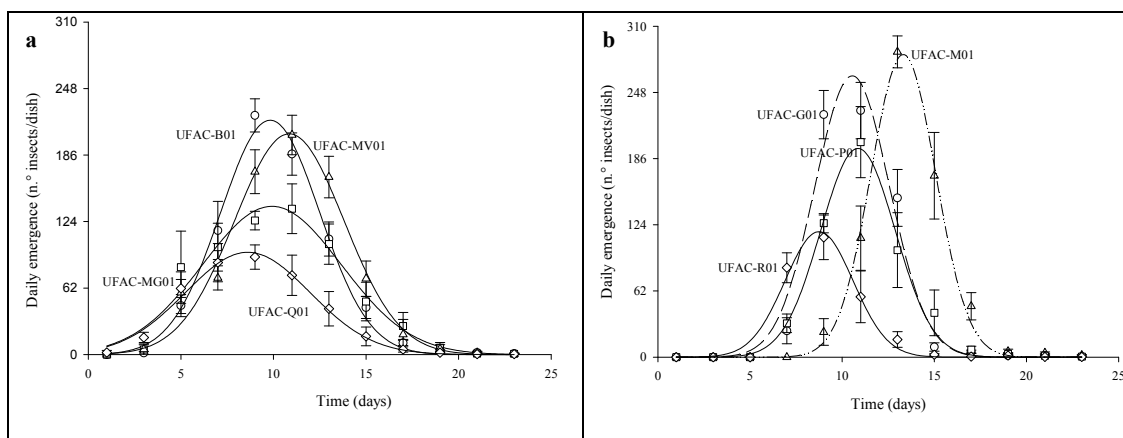 a
310
248
186
124
62
0
Daily emergence (n.° insects/dish)
UFAC-B01
UFAC-MV01
UFAC-MG01
UFAC-Q01
0 5 10 15 20 25
Time (days)
b
310
248
186
124
62
0
Daily emergence (n.° insects/dish)
UFAC-M01
UFAC-G01
UFAC-P01
UFAC-R01
0 5 10 15 20 25
Time (days)